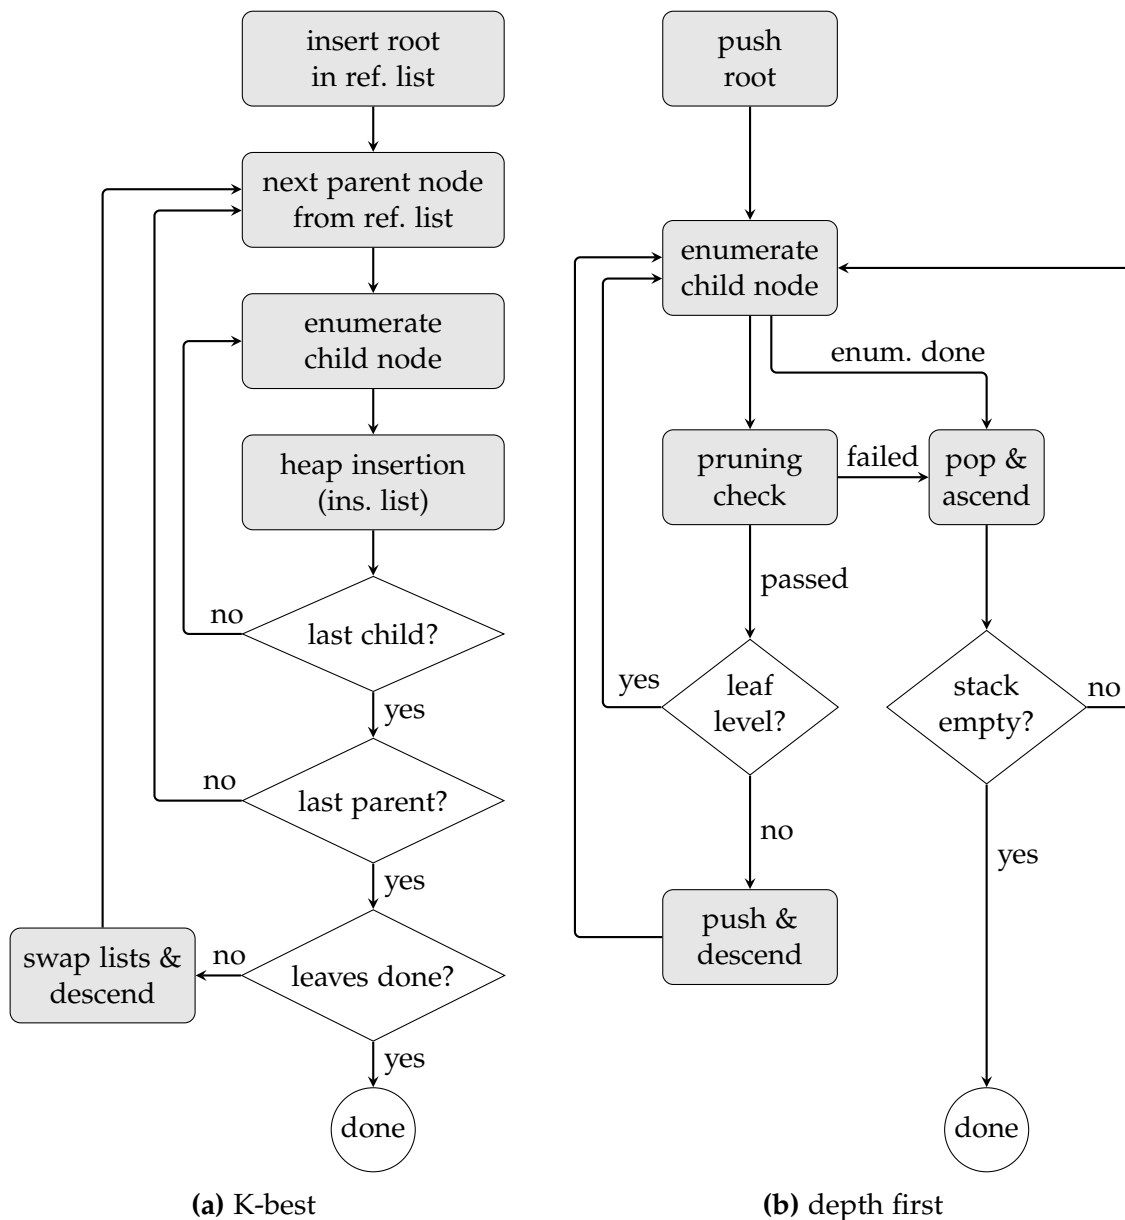 insert root
in ref. list
next parent node
from ref. list
enumerate
child node
heap insertion
(ins. list)
no
last child?
yes
no
last parent?
yes
swap lists &
descend
no
leaves done?
yes
done
(a) K-best
push
root
enumerate
child node
enum. done
pruning
check
failed
pop &
ascend
passed
yes
leaf
level?
stack
empty?
no
no
yes
push &
descend
done
(b) depth first